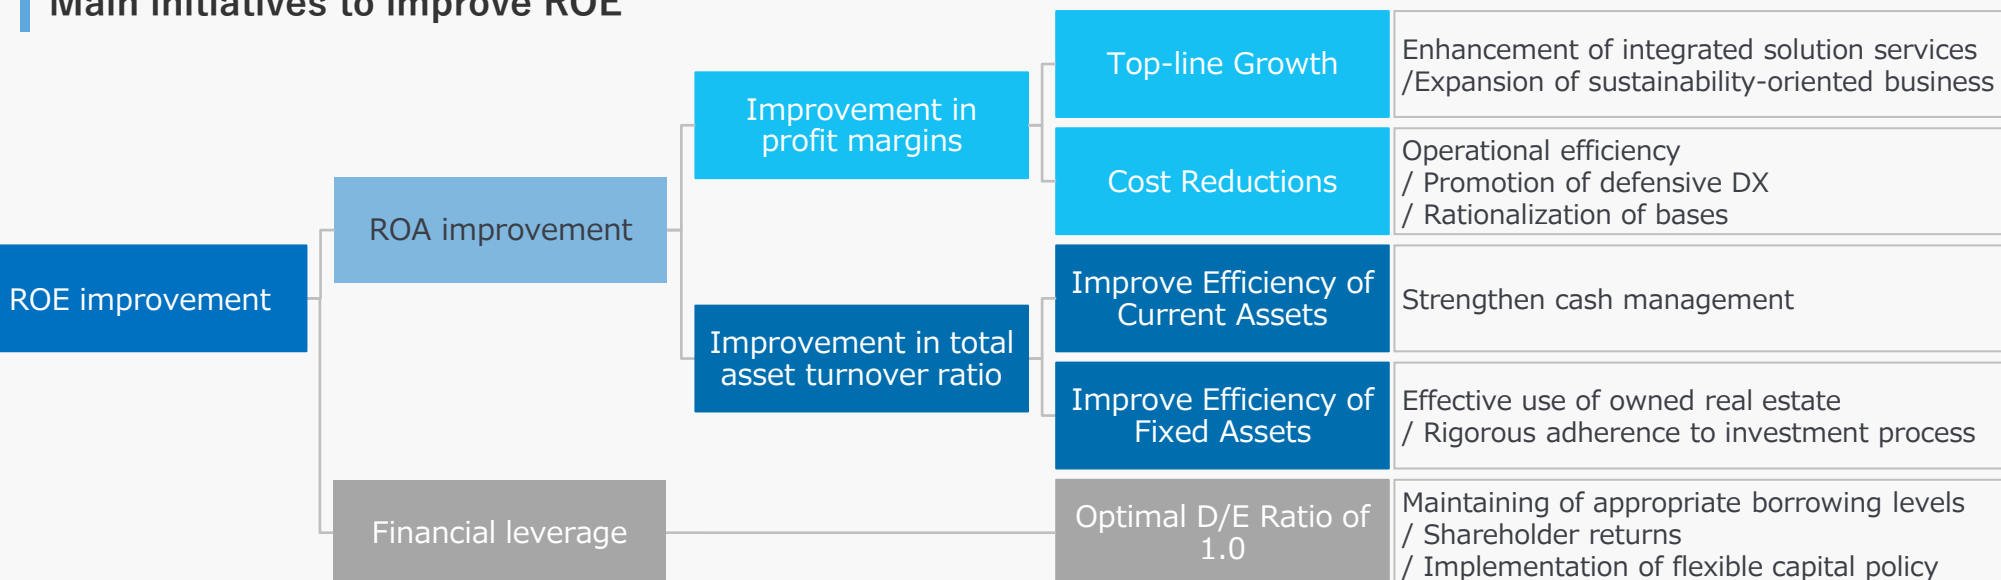 Main Initiatives to improve ROE
Top-line Growth
Enhancement of integrated solution services
/Expansion of sustainability-oriented business
Improvement in
profit margins
Cost Reductions
Operational efficiency
/ Promotion of defensive DX
/ Rationalization of bases
ROA improvement
ROE improvement
Improve Efficiency of
Current Assets
Strengthen cash management
Improvement in total
asset turnover ratio
Improve Efficiency of
Fixed Assets
Effective use of owned real estate
/ Rigorous adherence to investment process
Financial leverage
Optimal D/E Ratio of
1.0
Maintaining of appropriate borrowing levels
/ Shareholder returns
/ Implementation of flexible capital policy